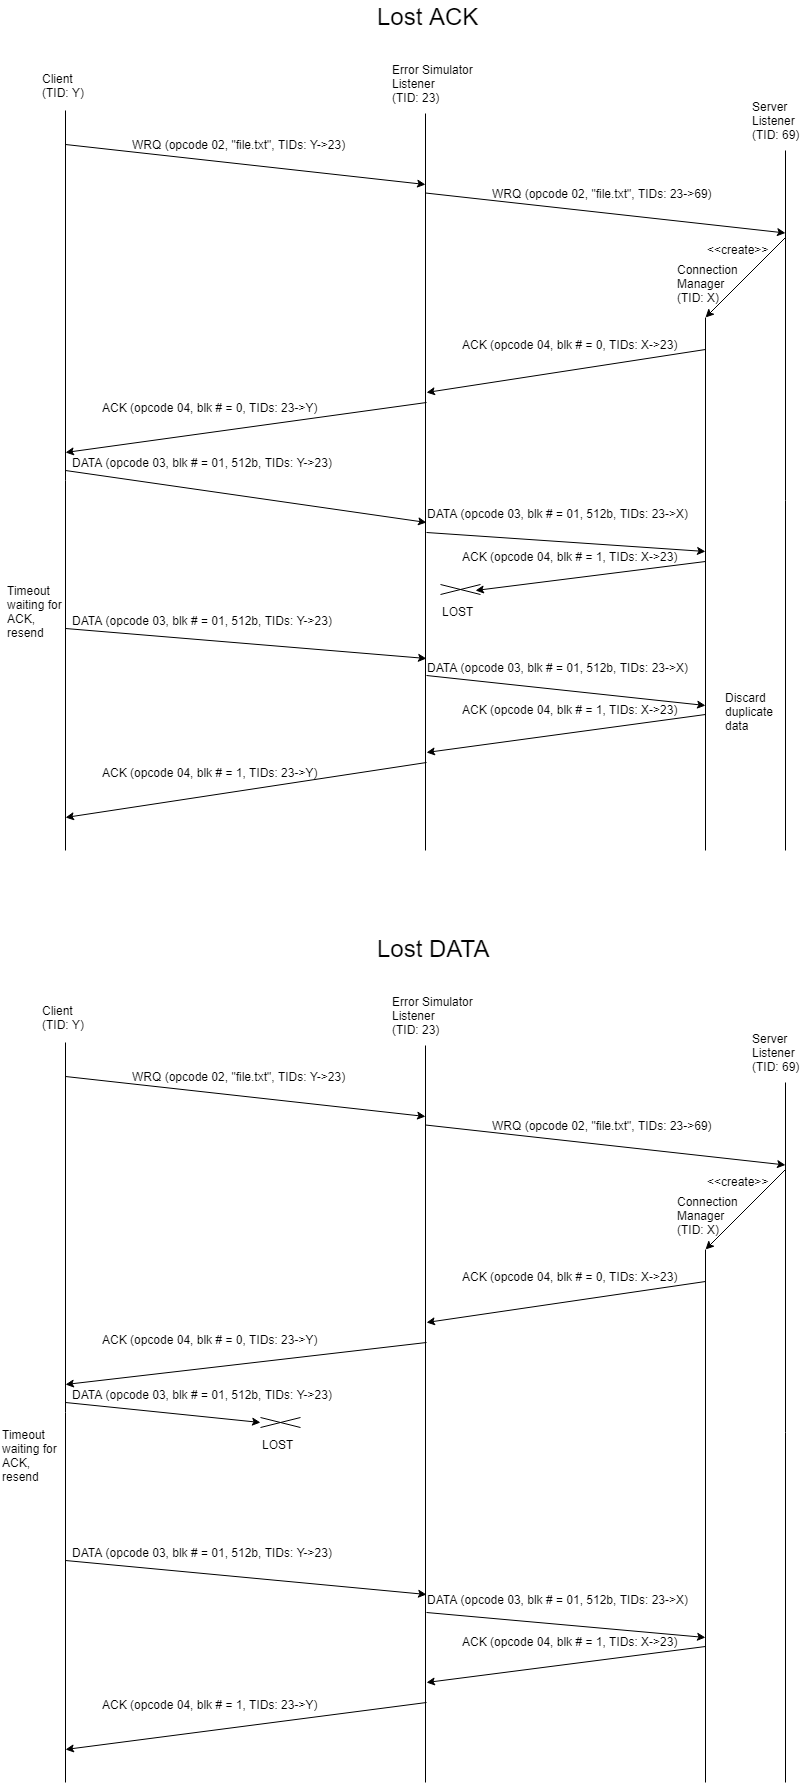 Lost ACK
Client
(TID: Y)
Error Simulator
Listener
(TID: 23)
Server
Listener
(TID: 69)
WRQ (opcode 02, "file.txt", TIDs: Y->23)
WRQ (opcode 02, "file.txt", TIDs: 23->69)
<<create>>
Connection
Manager
(TID: X)
ACK (opcode 04, blk # = 0, TIDs: X->23)
ACK (opcode 04, blk # = 0, TIDs: 23->Y)
DATA (opcode 03, blk # = 01, 512b, TIDs: Y->23)
DATA (opcode 03, blk # = 01, 512b, TIDs: 23->X)
ACK (opcode 04, blk # = 1, TIDs: X->23)
LOST
Timeout
waiting for
ACK,
resend
DATA (opcode 03, blk # = 01, 512b, TIDs: Y->23)
DATA (opcode 03, blk # = 01, 512b, TIDs: 23->X)
ACK (opcode 04, blk # = 1, TIDs: X->23)
Discard
duplicate
data
ACK (opcode 04, blk # = 1, TIDs: 23->Y)
Lost DATA
Client
(TID: Y)
Error Simulator
Listener
(TID: 23)
Server
Listener
(TID: 69)
WRQ (opcode 02, "file.txt", TIDs: Y->23)
WRQ (opcode 02, "file.txt", TIDs: 23->69)
<<create>>
Connection
Manager
(TID: X)
ACK (opcode 04, blk # = 0, TIDs: X->23)
ACK (opcode 04, blk # = 0, TIDs: 23->Y)
DATA (opcode 03, blk # = 01, 512b, TIDs: Y->23)
LOST
Timeout
waiting for
ACK,
resend
DATA (opcode 03, blk # = 01, 512b, TIDs: Y->23)
DATA (opcode 03, blk # = 01, 512b, TIDs: 23->X)
ACK (opcode 04, blk # = 1, TIDs: X->23)
ACK (opcode 04, blk # = 1, TIDs: 23->Y)